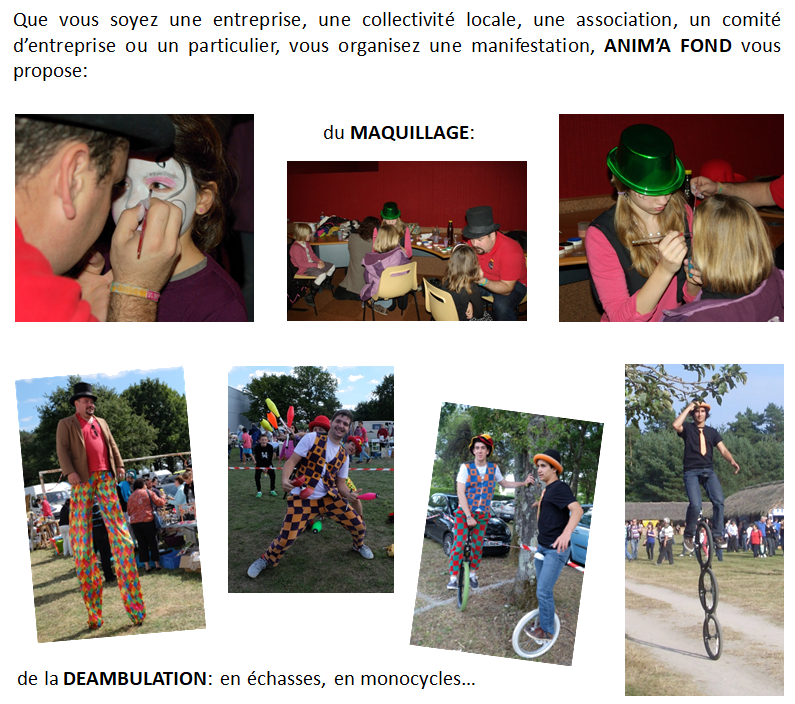 Que vous soyez une entreprise, une collectivité locale, une association, un comité
d’entreprise ou un particulier, vous organisez une manifestation, ANIM’A FOND vous
propose:
du MAQUILLAGE:
de la DEAMBULATION: en échasses, en monocycles...